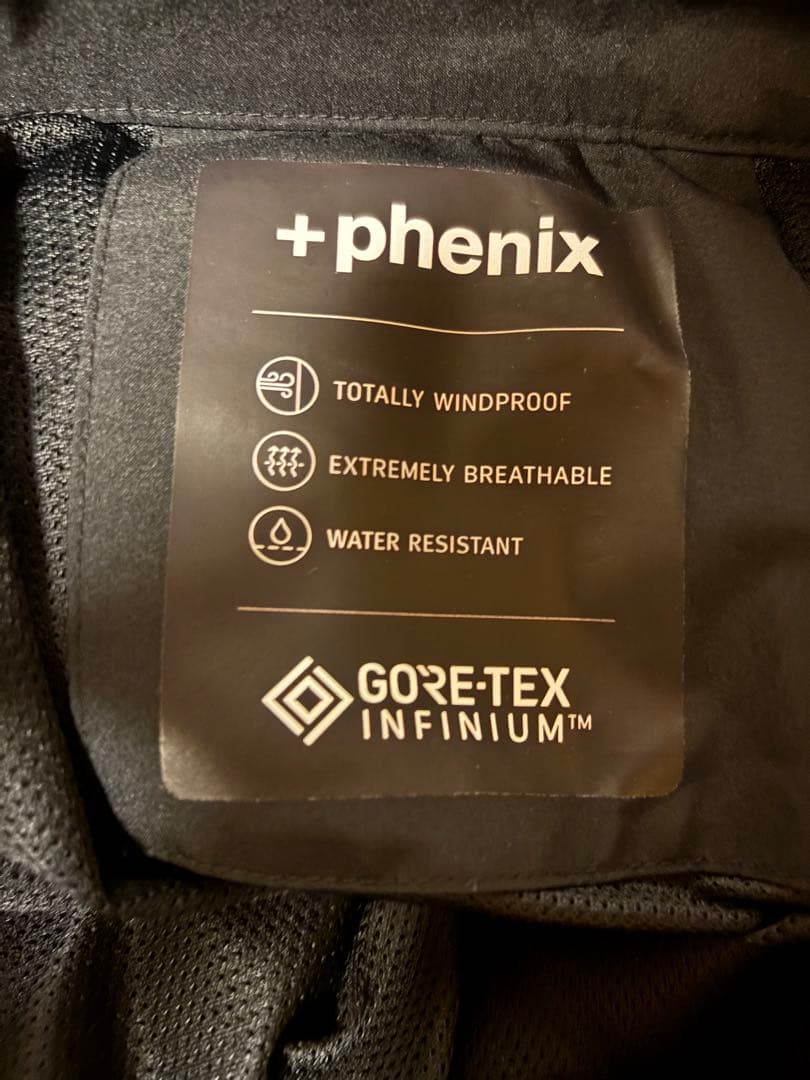 +phenix
TOTALLY WINDPROOF
EXTREMELY BREATHABLE
WATER RESISTANT
GORE-TEX
INFINIUM™